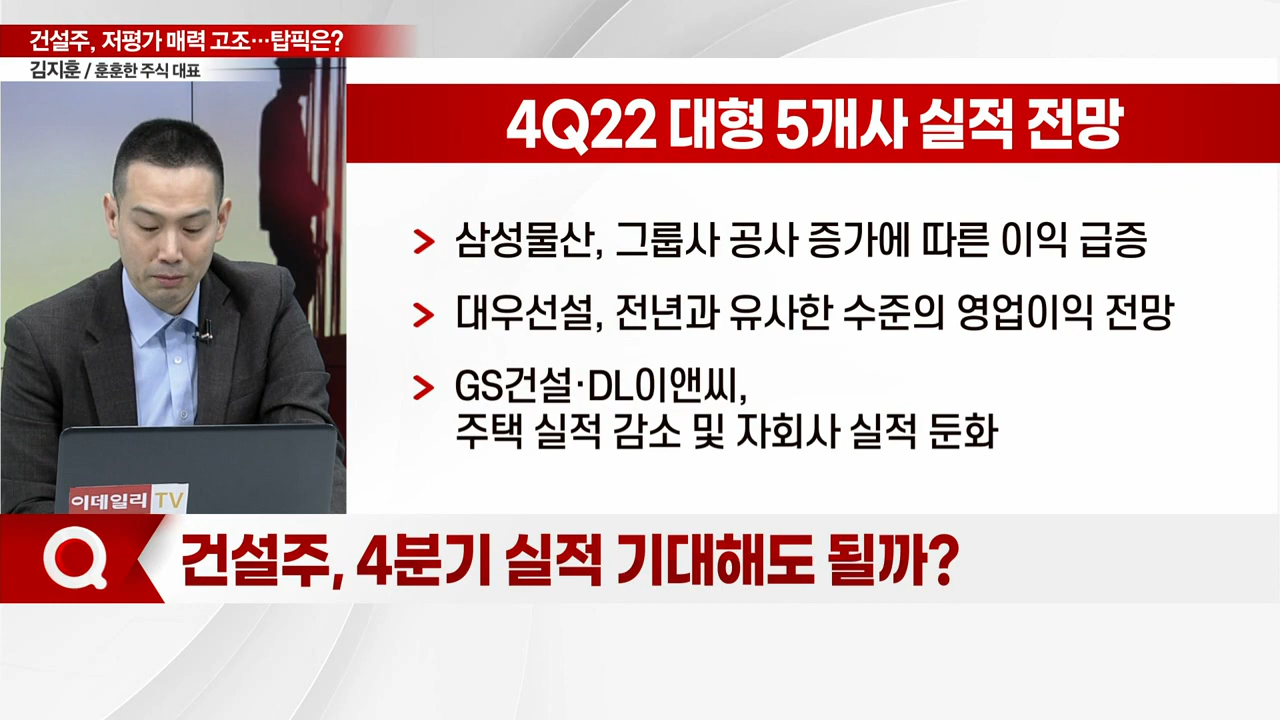 건설주, 저평가 매력 고조…탑픽은?
김지훈 / 훈훈한 주식 대표
4Q22 대형 5개사 실적 전망
삼성물산, 그룹사 공사 증가에 따른 이익 급증
대우선설, 전년과 유사한 수준의 영업이익 전망
GS건설·DL이앤씨,
주택 실적 감소 및 자회사 실적 둔화
이데일리 TV
Q 건설주, 4분기 실적 기대해도 될까?